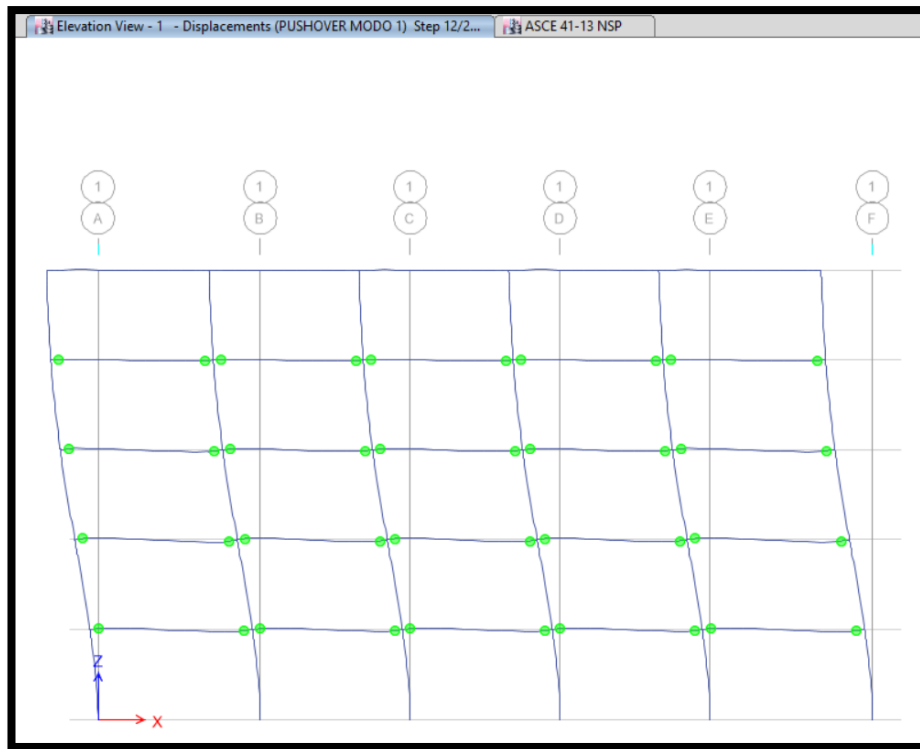 Elevation View - 1 - Displacements (PUSHOVER MODO 1) Step 12/2...
ASCE 41-13 NSP
1 1 1 1 1 1
A B C D E F
Z
X